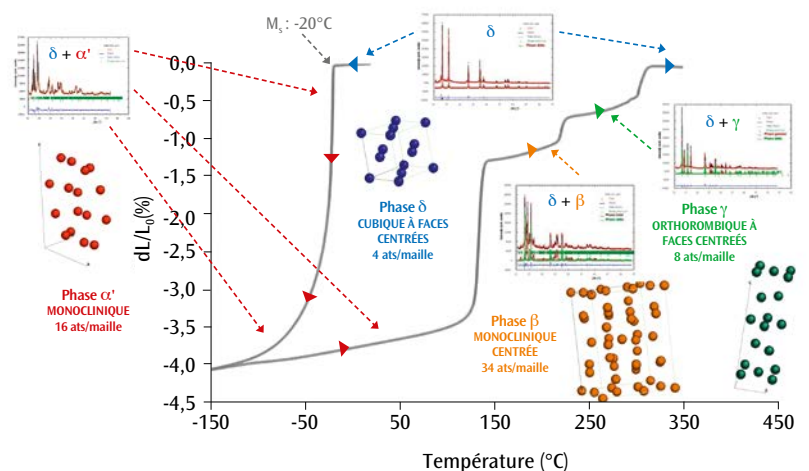 Ms : -20°C
δ + α'
δ
δ + γ
δ + β
0,0
-0,5
-1,0
-1,5
-2,0
-2,5
-3,0
-3,5
-4,0
-4,5
dL/L0(%)
Phase δ
CUBIQUE À FACES
CENTRÉES
4 ats/maille
Phase γ
ORTHOROMBIQUE À
FACES CENTREÉS
8 ats/maille
Phase α'
MONOCLINIQUE
16 ats/maille
Phase β
MONOCLINIQUE
CENTRÉE
34 ats/maille
-150
-50
50
150
250
350
450
Température (°C)